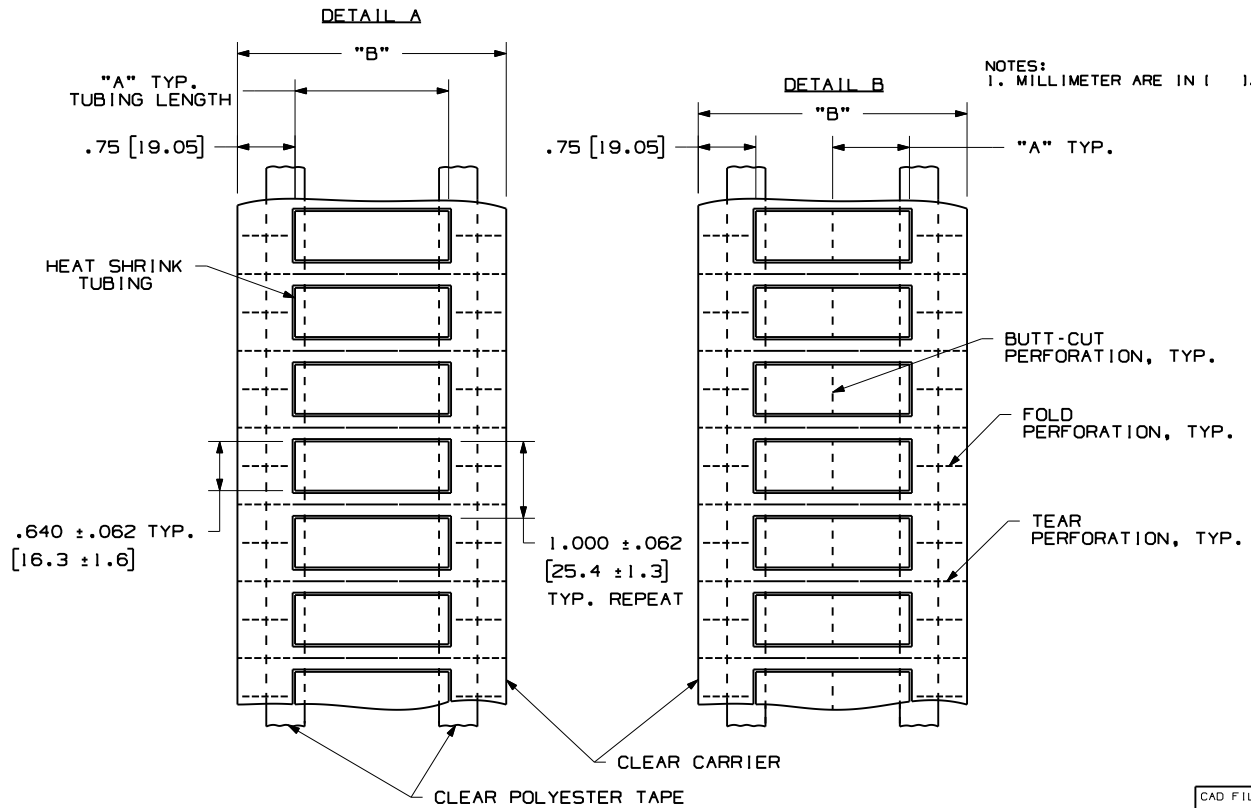 DETAIL A
"B"
"A" TYP.
TUBING LENGTH
.75 [19.05]
HEAT SHRINK
TUBING
.640 ±.062 TYP.
[16.3 ±1.6]
1.000 ±.062
[25.4 ±1.3]
TYP. REPEAT
DETAIL B
"B"
.75 [19.05]
"A" TYP.
NOTES:
1. MILLIMETER ARE IN [ ].
BUTT-CUT
PERFORATION, TYP.
FOLD
PERFORATION, TYP.
TEAR
PERFORATION, TYP.
CLEAR CARRIER
CLEAR POLYESTER TAPE
CAD FIL